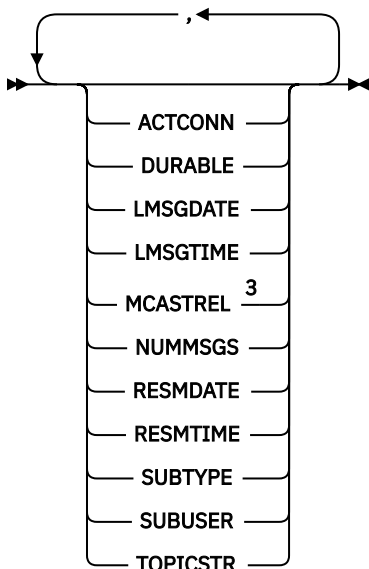 ,
ACTCONN
DURABLE
LMSGDATE
LMSGTIME
MCASTREL 3
NUMMSGS
RESMDATE
RESMTIME
SUBTYPE
SUBUSER
TOPICSTR